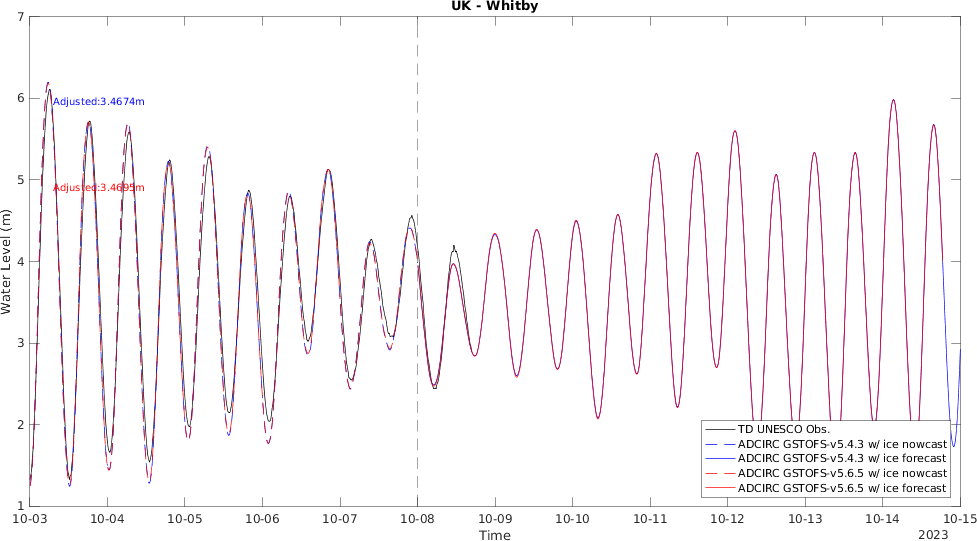 UK - Whitby
7
6
5
4
3
2
1
Water Level (m)
Adjusted:3.4674m
Adjusted:3.4695m
TD UNESCO Obs.
ADCIRC GSTOFS-v5.4.3 w/ ice nowcast
ADCIRC GSTOFS-v5.4.3 w/ ice forecast
ADCIRC GSTOFS-v5.6.5 w/ ice nowcast
ADCIRC GSTOFS-v5.6.5 w/ ice forecast
10-03 10-04 10-05 10-06 10-07 10-08 10-09 10-10 10-11 10-12 10-13 10-14 10-15
Time
2023